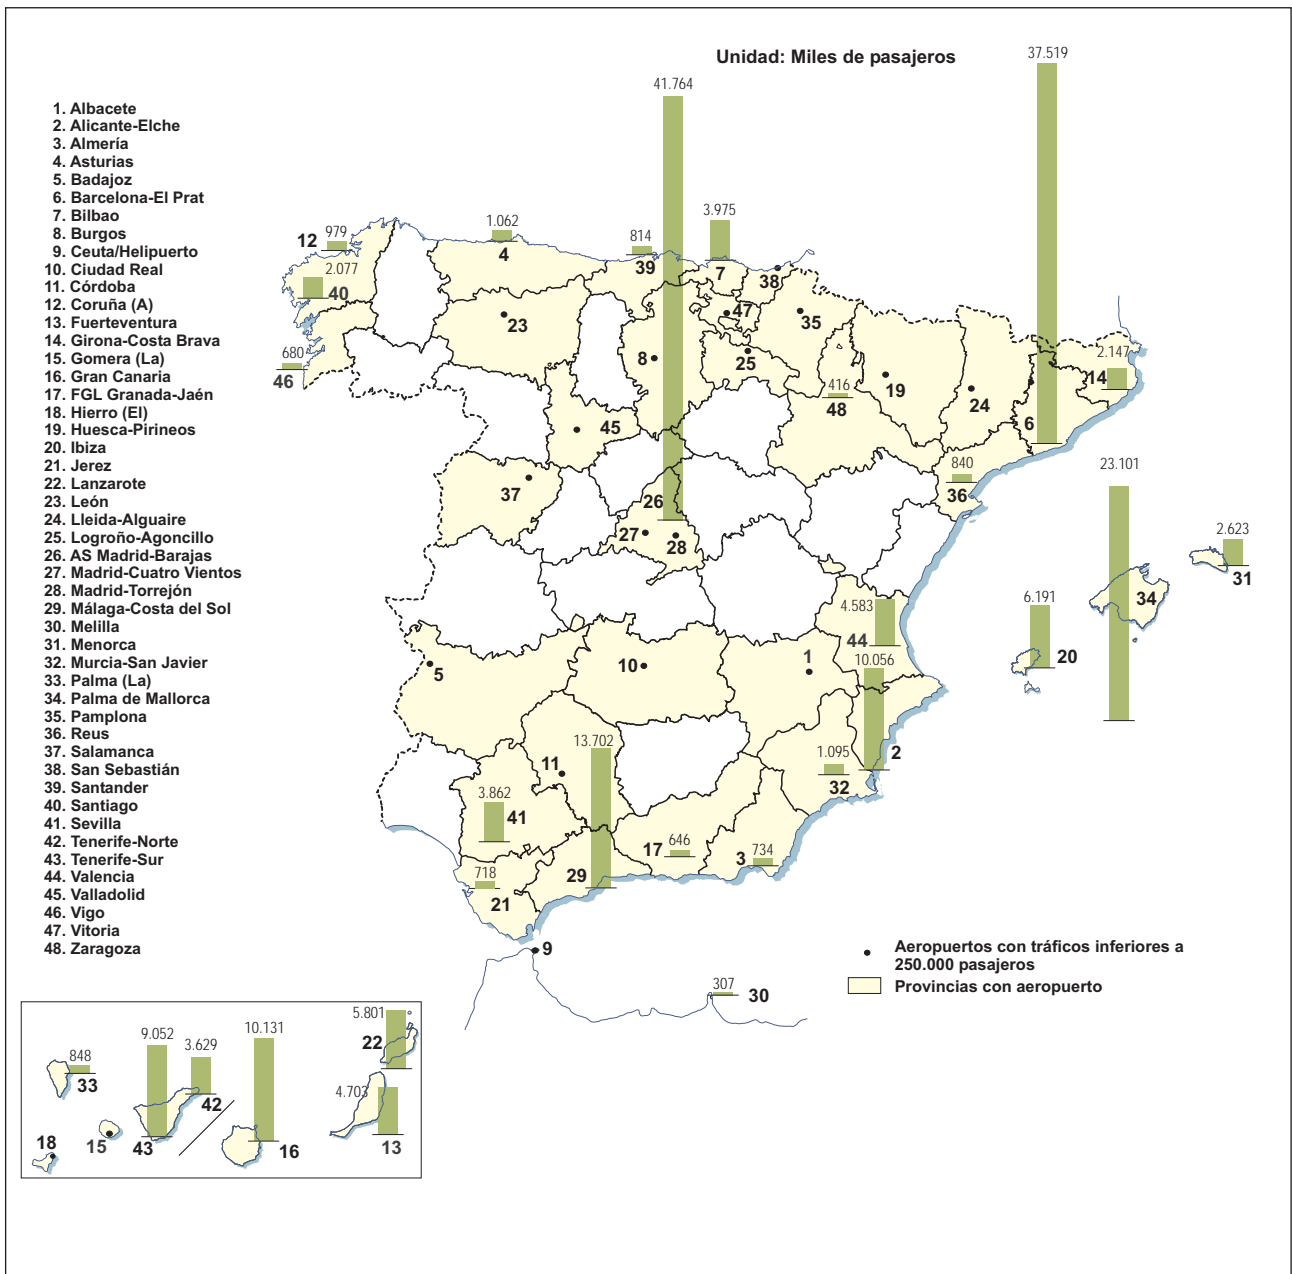 Unidad: Miles de pasajeros
1. Albacete
2. Alicante-Elche
3. Almería
4. Asturias
5. Badajoz
6. Barcelona-El Prat
7. Bilbao
8. Burgos
9. Ceuta/Helipuerto
10. Ciudad Real
11. Córdoba
12. Coruña (A)
13. Fuerteventura
14. Girona-Costa Brava
15. Gomera (La)
16. Gran Canaria
17. FGL Granada-Jaén
18. Hierro (El)
19. Huesca-Pirineos
20. Ibiza
21. Jerez
22. Lanzarote
23. León
24. Lleida-Alguaire
25. Logroño-Agoncillo
26. AS Madrid-Barajas
27. Madrid-Cuatro Vientos
28. Madrid-Torrejón
29. Málaga-Costa del Sol
30. Melilla
31. Menorca
32. Murcia-San Javier
33. Palma (La)
34. Palma de Mallorca
35. Pamplona
36. Reus
37. Salamanca
38. San Sebastián
39. Santander
40. Santiago
41. Sevilla
42. Tenerife-Norte
43. Tenerife-Sur
44. Valencia
45. Valladolid
46. Vigo
47. Vitoria
48. Zaragoza
37.519
41.764
3.975
1.062
979
814
12
4
39
7
38
2.077
40
47
23
35
680
46
8
25
2.147
14
19
416
48
24
6
45
840
36
23.101
37
26
27
28
2.623
31
34
6.191
20
4.583
44
10.056
5
10
1
13.702
11
1.095
32
2
3.862
41
17
646
3
734
718
21
29
9
307
30
Aeropuertos con tráficos inferiores a
250.000 pasajeros
Provincias con aeropuerto
5.801
22
9.052
3.629
10.131
848
33
42
4.703
18
15
43
16
13